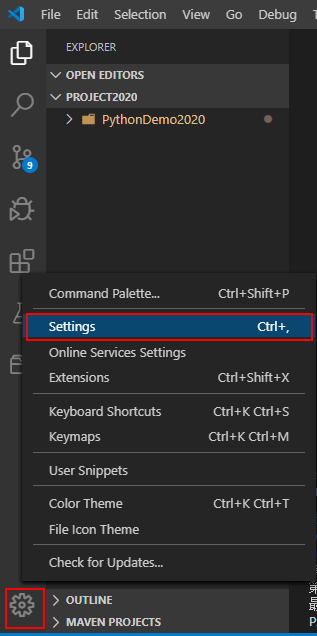 File Edit Selection View Go Debug T
EXPLORER
OPEN EDITORS
PROJECT2020
PythonDemo2020
9
Command Palette... Ctrl+Shift+P
Settings Ctrl+,
Online Services Settings
Extensions Ctrl+Shift+X
Keyboard Shortcuts Ctrl+K Ctrl+S
Keymaps Ctrl+K Ctrl+M
User Snippets
Color Theme Ctrl+K Ctrl+T
File Icon Theme
Check for Updates...
OUTLINE
第
最
MAVEN PROJECTS P